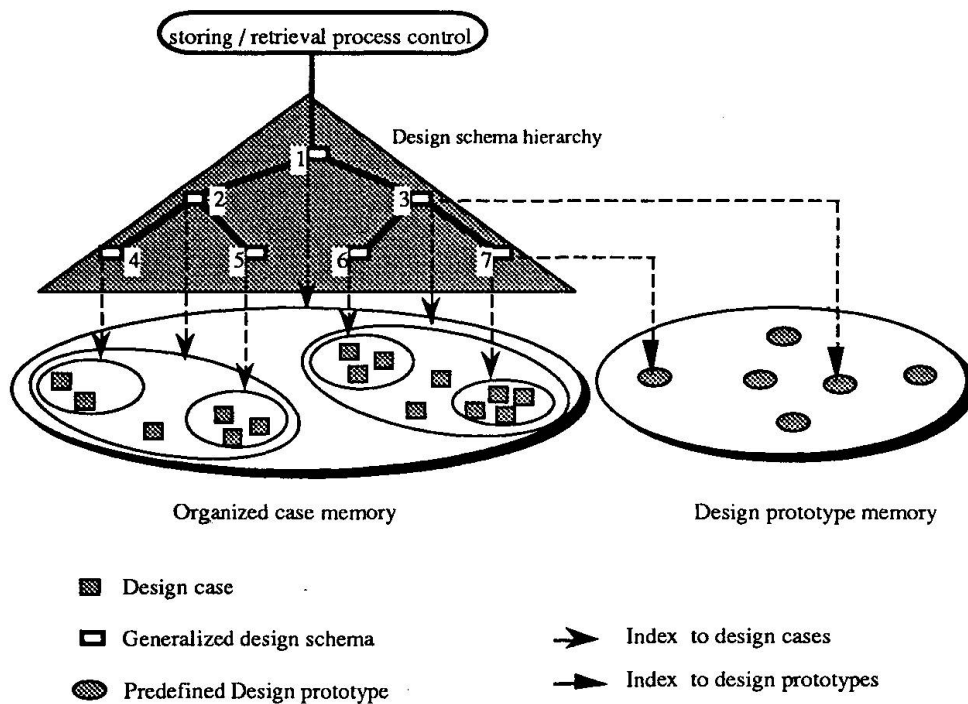 storing / retrieval process control
Design schema hierarchy
1
2
3
4
5
6
7
Organized case memory
Design prototype memory
Design case
Generalized design schema
Index to design cases
Predefined Design prototype
Index to design prototypes